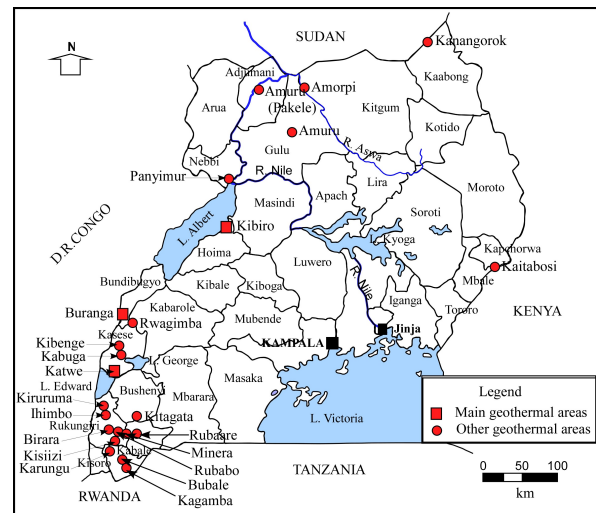 SUDAN
N
Kanangorok
Adjumani
Kaabong
Amuru
(Pakele)
Amorpi
Arua
Kitgum
Kotido
Amuru
R. Aswa
Gulu
Nebbi
R. Nile
Panyimur
Lira
Apach
Moroto
Masindi
L. Albert
Soroti
D.R.CONGO
Kibiro
L. Kyoga
Kapchorwa
Hoima
Luwero
Kaitabosi
Bundibugyo
Kibale
Kiboga
R. Nile
Mbale
Iganga
Tororo
Kabarole
KENYA
Buranga
Rwagimba
Mubende
Kasese
Jinja
KAMPALA
Kibenge
Kabuga
L. George
Katwe
Masaka
L. Edward
Bushenyi
Mbarara
Kiruruma
Ihimbo
Kitagata
L. Victoria
Rukungiri
Birara
Rubaare
Kisiizi
Kabale
Minera
Karungu
Kisoro
Rubabo
Bubale
Kagamba
RWANDA
TANZANIA
Legend
Main geothermal areas
Other geothermal areas
0 50 100
km